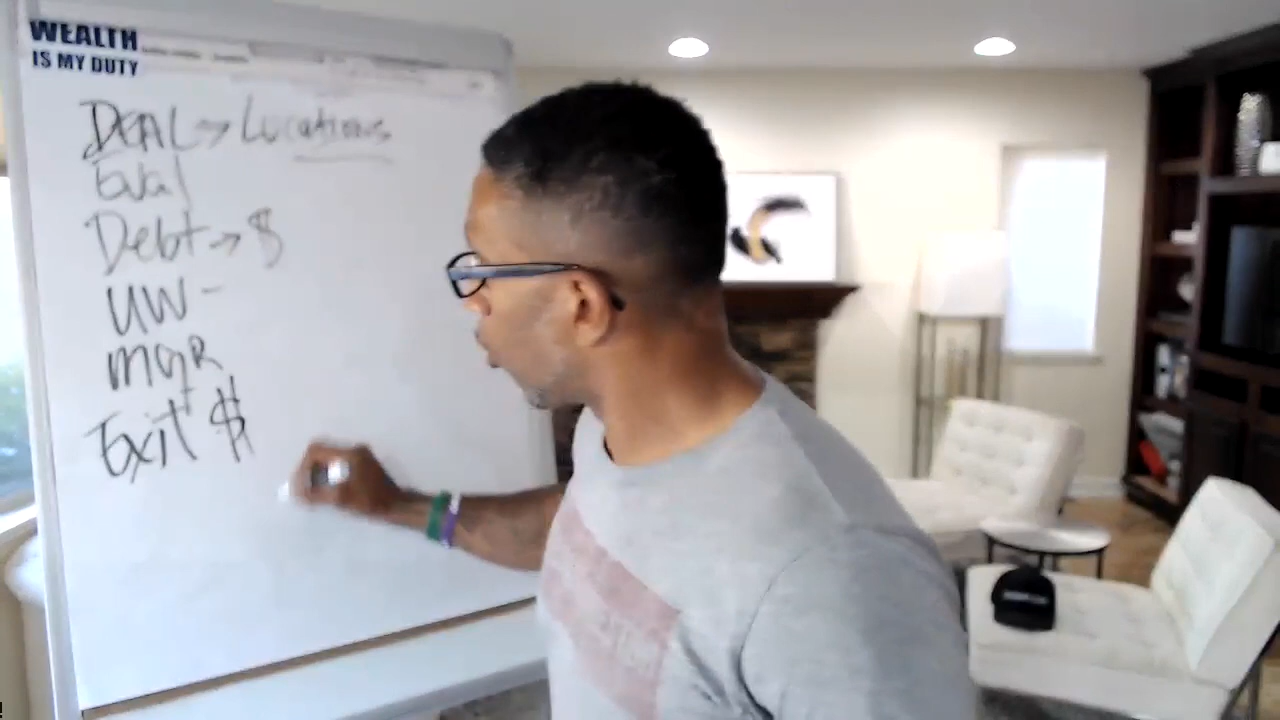 WEALTH
IS MY DUTY
DEAL → Locations
Eval
Debt → $
UW -
MGR
Exit $